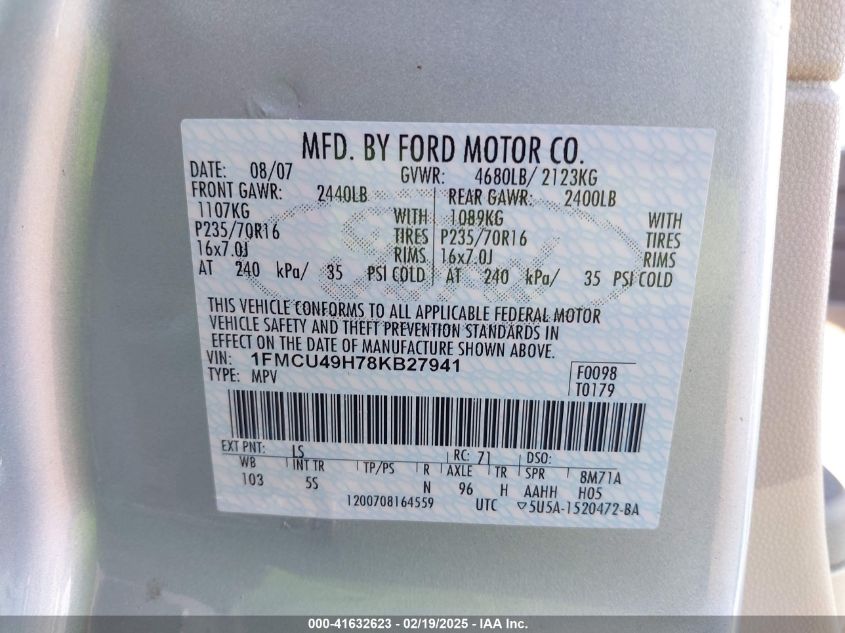 MFD. BY FORD MOTOR CO.
DATE: 08/07 GVWR: 4680LB/ 2123KG
FRONT GAWR: 2440LB REAR GAWR: 2400LB
1107KG WITH 1089KG WITH
P235/70R16 TIRES P235/70R16 TIRES
16x7.0J RIMS 16x7.0J RIMS
AT 240 kPa/ 35 PSI COLD AT 240 kPa/ 35 PSI COLD
THIS VEHICLE CONFORMS TO ALL APPLICABLE FEDERAL MOTOR
VEHICLE SAFETY AND THEFT PREVENTION STANDARDS IN
EFFECT ON THE DATE OF MANUFACTURE SHOWN ABOVE.
VIN: 1FMCU49H78KB27941 F0098
TYPE: MPV T0179
EXT PNT: LS RC: 71 DSO:
WB INT TR TP/PS R AXLE TR SPR 8M71A
103 5S N 96 H AAHH H05
1200708164559 UTC ▽5U5A-1520472-BA
000-41632623 - 02/19/2025 - IAA Inc.